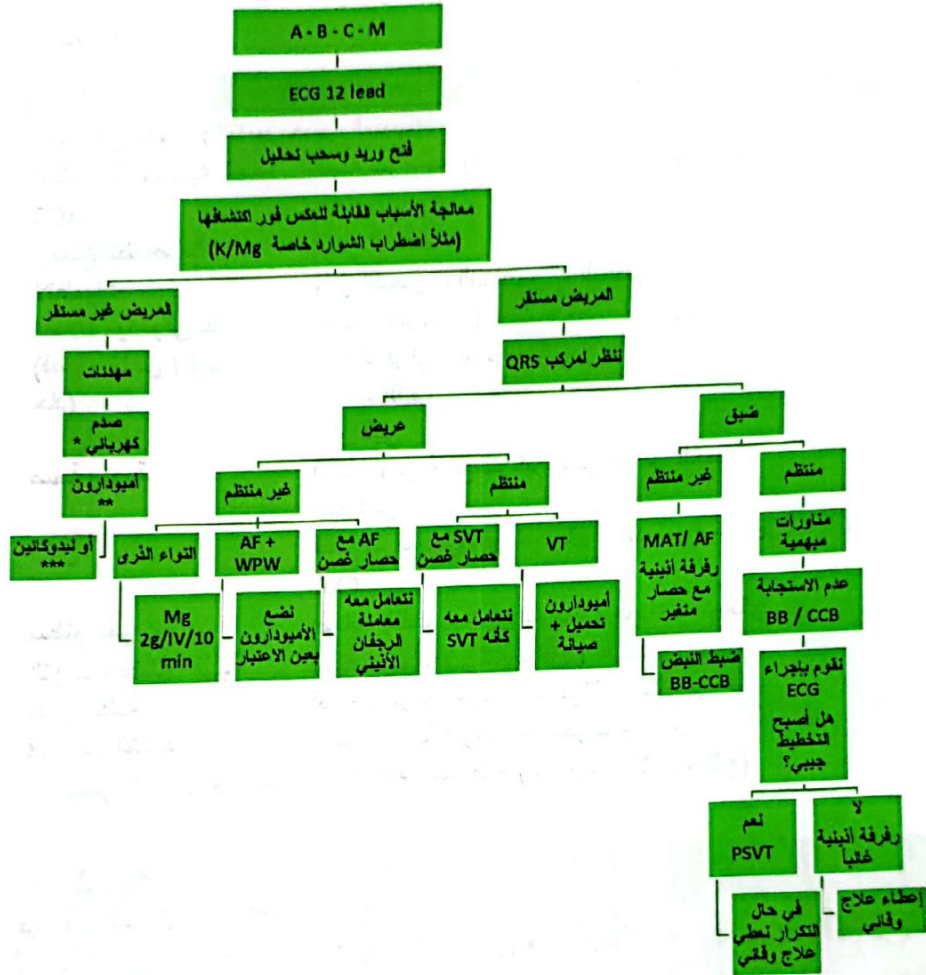 A - B - C - M
ECG 12 lead
فتح وريد وسحب تحاليل
معالجة الأسباب القابلة للعكس فور اكتشافها
(مثلاً اضطراب الشوارد خاصة K/Mg)
المريض غير مستقر
مهدئات
صدم
كهربائي *
أميودارون
**
أو ليدوكائين
***
المريض مستقر
ننظر لمركب QRS
عريض
غير منتظم
التواء الذرى
Mg
2g/IV/10
min
AF +
WPW
نضع
الأميودارون
بعين الاعتبار
AF مع
حصار غصن
نتعامل معه
معاملة
الرجفان
الأذيني
منتظم
SVT مع
حصار غصن
نتعامل معه
كأنه SVT
VT
أميودارون
تحميل +
صيانة
ضيق
غير منتظم
MAT/ AF
رفرفة أذينية
مع حصار
متغير
ضبط النبض
BB-CCB
منتظم
مناورات
مبهمية
عدم الاستجابة
BB / CCB
نقوم بإجراء
ECG
هل أصبح
التخطيط
جيبي؟
نعم
PSVT
في حال
التكرار نعطي
علاج وقائي
لا
رفرفة أذينية
غالباً
إعطاء علاج
وقائي